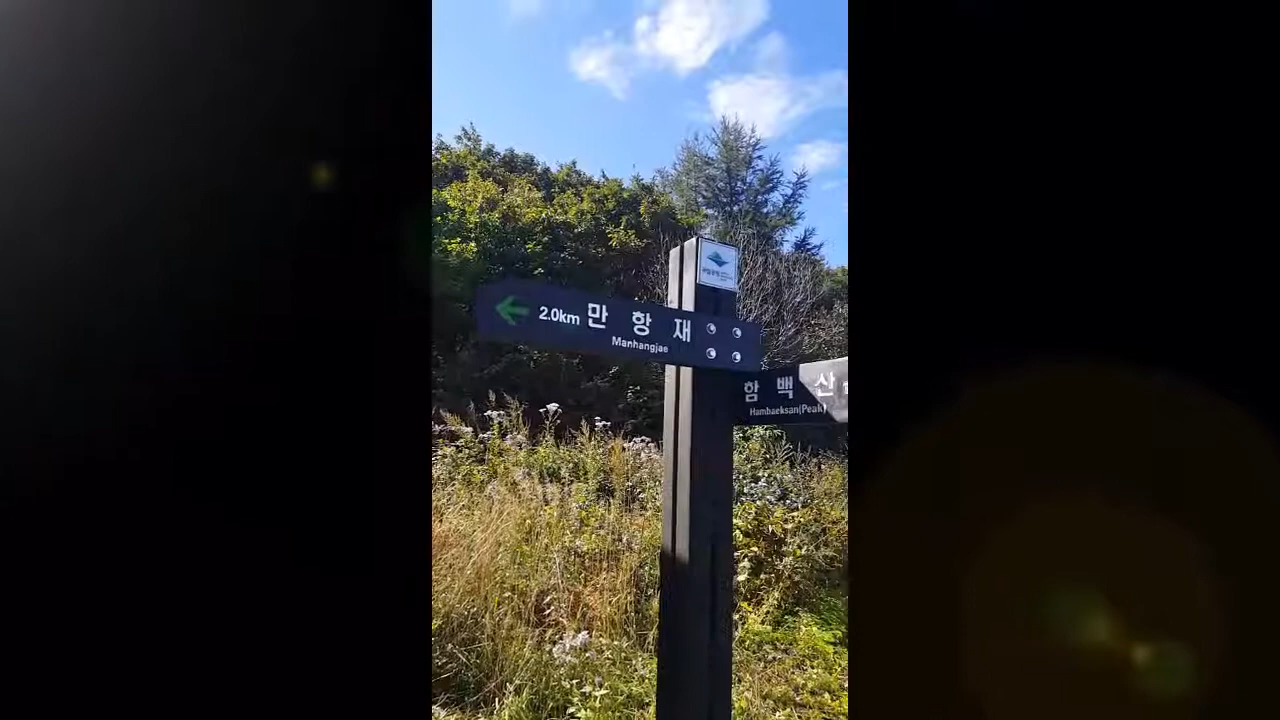 2.0km 만 항 재
Manhangjae
함 백 산
Hambaeksan(Peak)